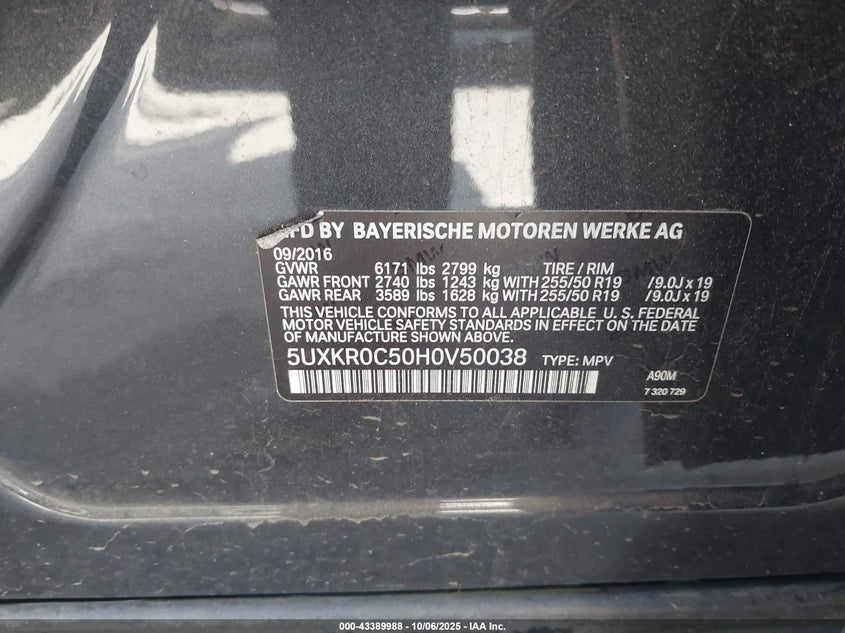 MFD BY BAYERISCHE MOTOREN WERKE AG
09/2016
GVWR 6171 lbs 2799 kg TIRE / RIM
GAWR FRONT 2740 lbs 1243 kg WITH 255/50 R19 / 9.0J x 19
GAWR REAR 3589 lbs 1628 kg WITH 255/50 R19 / 9.0J x 19
THIS VEHICLE CONFORMS TO ALL APPLICABLE U. S. FEDERAL
MOTOR VEHICLE SAFETY STANDARDS IN EFFECT ON THE DATE
OF MANUFACTURE SHOWN ABOVE.
5UXKR0C50H0V50038 TYPE: MPV
A90M
7 320 729
000-43389988 - 10/06/2025 - IAA Inc.